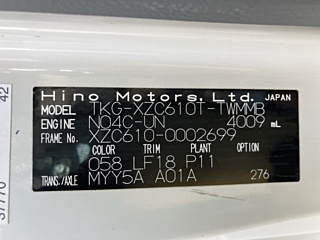 Hino Motors, Ltd. JAPAN
MODEL TKG-XZC610T-TWMMB
ENGINE N04C-UN 4009 mL
FRAME No. XZC610-0002699
COLOR TRIM PLANT OPTION
058 LF18 P11
TRANS./AXLE MYY5A A01A 276
42